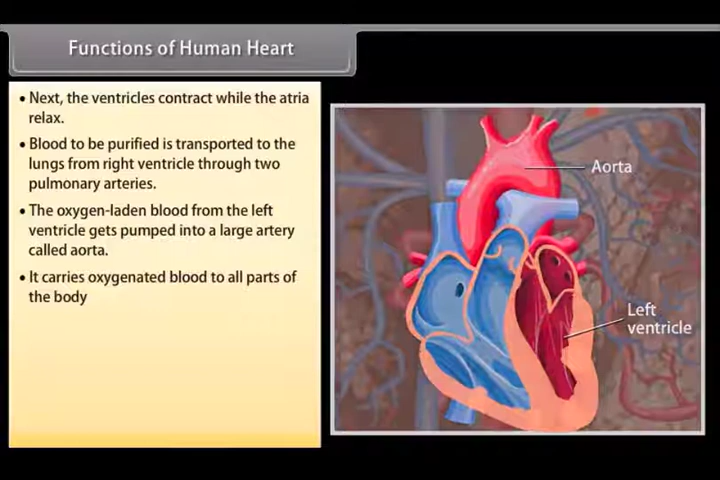 Functions of Human Heart
• Next, the ventricles contract while the atria
relax.
• Blood to be purified is transported to the
lungs from right ventricle through two
pulmonary arteries.
• The oxygen-laden blood from the left
ventricle gets pumped into a large artery
called aorta.
• It carries oxygenated blood to all parts of
the body
Aorta
Left
ventricle